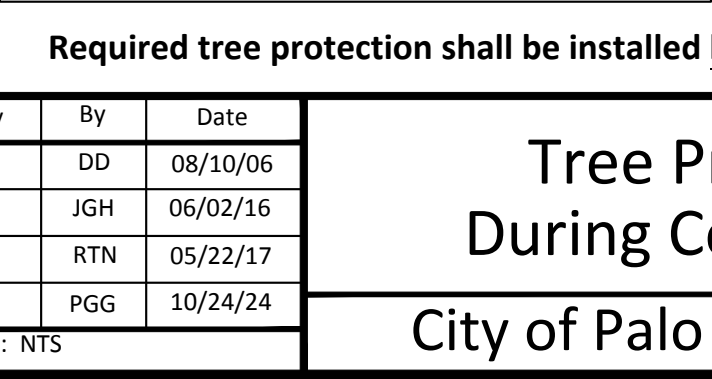 Required tree protection shall be installed
By Date
DD 08/10/06
JGH 06/02/16
RTN 05/22/17
PGG 10/24/24
: NTS
Tree
During
City of Palo